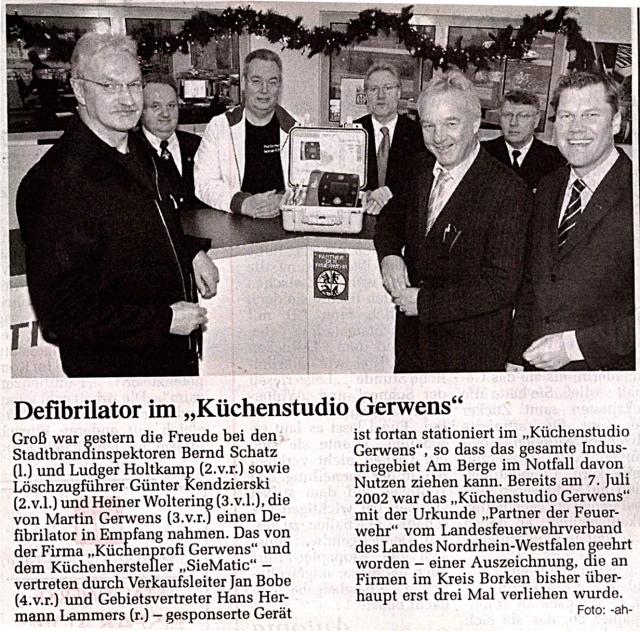 PARTNER
DER
FEUERWEHR
Defibrilator im „Küchenstudio Gerwens“
Groß war gestern die Freude bei den
Stadtbrandinspektoren Bernd Schatz
(l.) und Ludger Holtkamp (2.v.r.) sowie
Löschzugführer Günter Kendzierski
(2.v.l.) und Heiner Woltering (3.v.l.), die
von Martin Gerwens (3.v.r.) einen De-
fibrilator in Empfang nahmen. Das von
der Firma „Küchenprofi Gerwens“ und
dem Küchenhersteller „SieMatic“ –
vertreten durch Verkaufsleiter Jan Bobe
(4.v.r.) und Gebietsvertreter Hans Her-
mann Lammers (r.) – gesponserte Gerät
ist fortan stationiert im „Küchenstudio
Gerwens“, so dass das gesamte Indus-
triegebiet Am Berge im Notfall davon
Nutzen ziehen kann. Bereits am 7. Juli
2002 war das „Küchenstudio Gerwens“
mit der Urkunde „Partner der Feuer-
wehr“ vom Landesfeuerwehrverband
des Landes Nordrhein-Westfalen geehrt
worden – einer Auszeichnung, die an
Firmen im Kreis Borken bisher über-
haupt erst drei Mal verliehen wurde.
Foto: -ah-